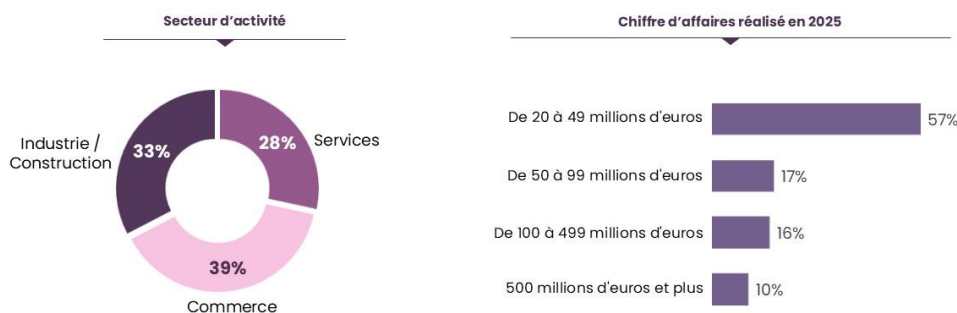 Secteur d’activité
Industrie /
Construction
33%
28%
Services
39%
Commerce
Chiffre d’affaires réalisé en 2025
De 20 à 49 millions d'euros
57%
De 50 à 99 millions d'euros
17%
De 100 à 499 millions d'euros
16%
500 millions d'euros et plus
10%